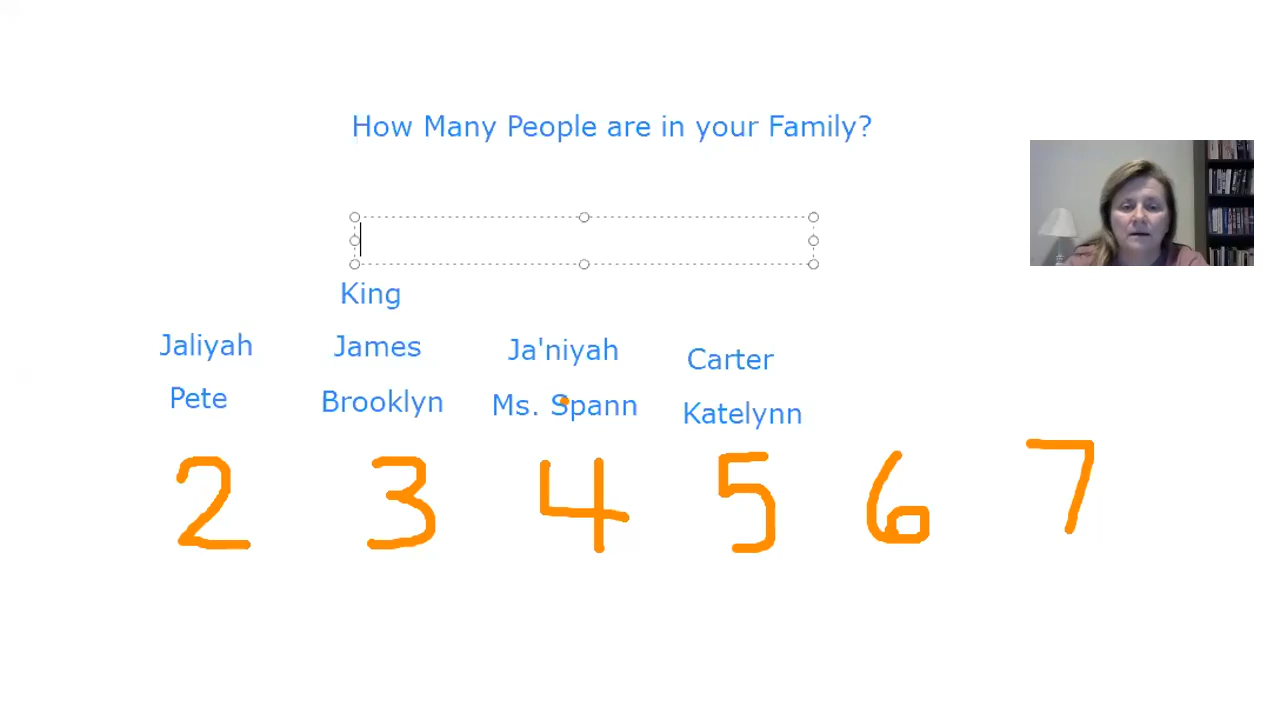 How Many People are in your Family?
King
Jaliyah James Ja'niyah Carter
Pete Brooklyn Ms. Spann Katelynn
2 3 4 5 6 7